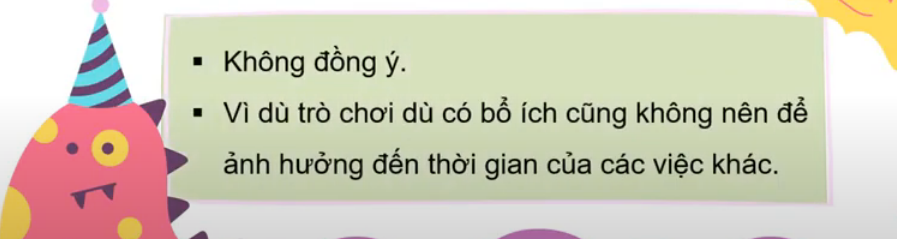 ▪ Không đồng ý.
▪ Vì dù trò chơi dù có bổ ích cũng không nên để
ảnh hưởng đến thời gian của các việc khác.